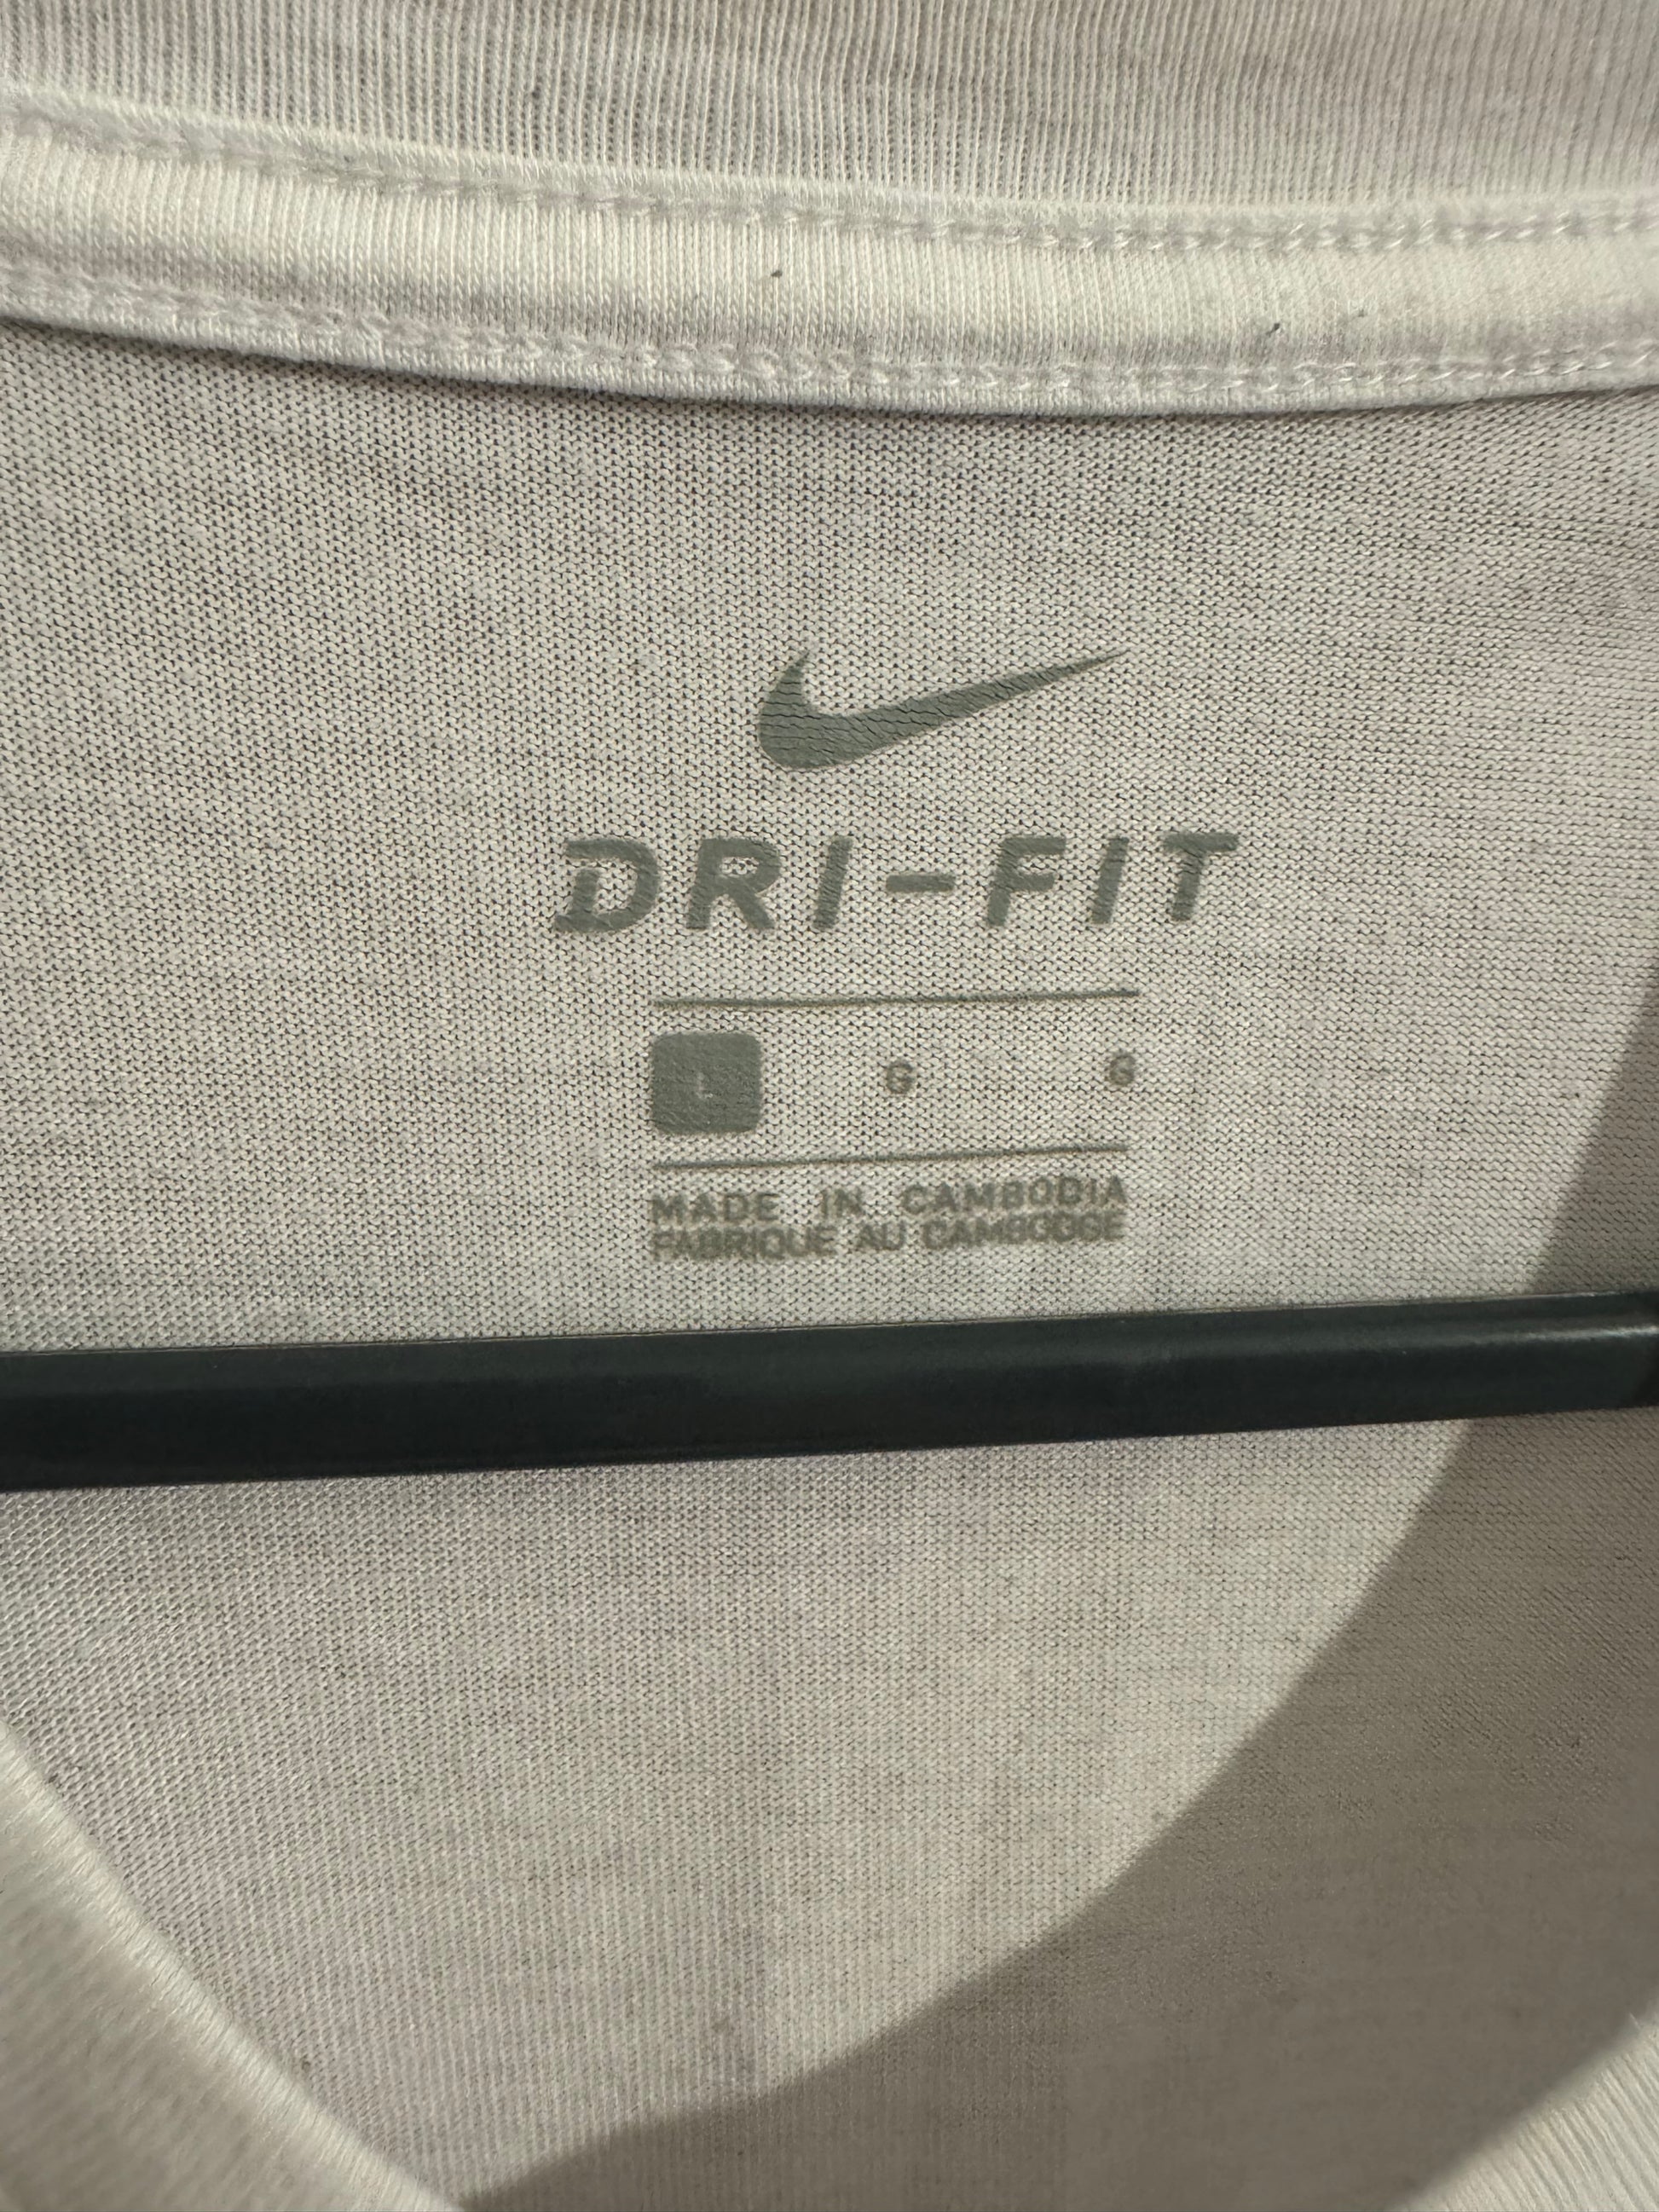 DRI-FIT
L G G
MADE IN CAMBODIA
FABRIQUE AU CAMBODGE